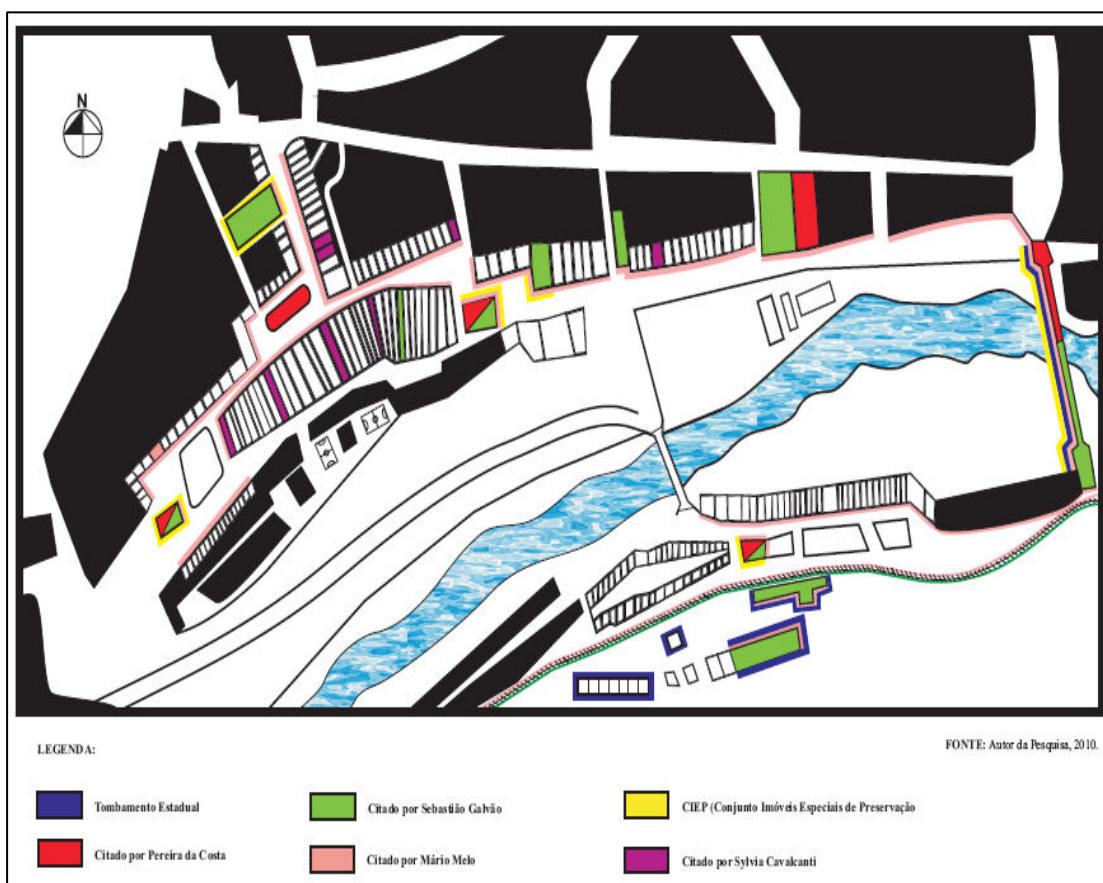 N
LEGENDA:
FONTE: Autor da Pesquisa, 2010.
Tombamento Estadual
Citado por Sebastião Galvão
CIEP (Conjunto Imóveis Especiais de Preservação
Citado por Pereira da Costa
Citado por Mário Melo
Citado por Sylvia Cavalcanti